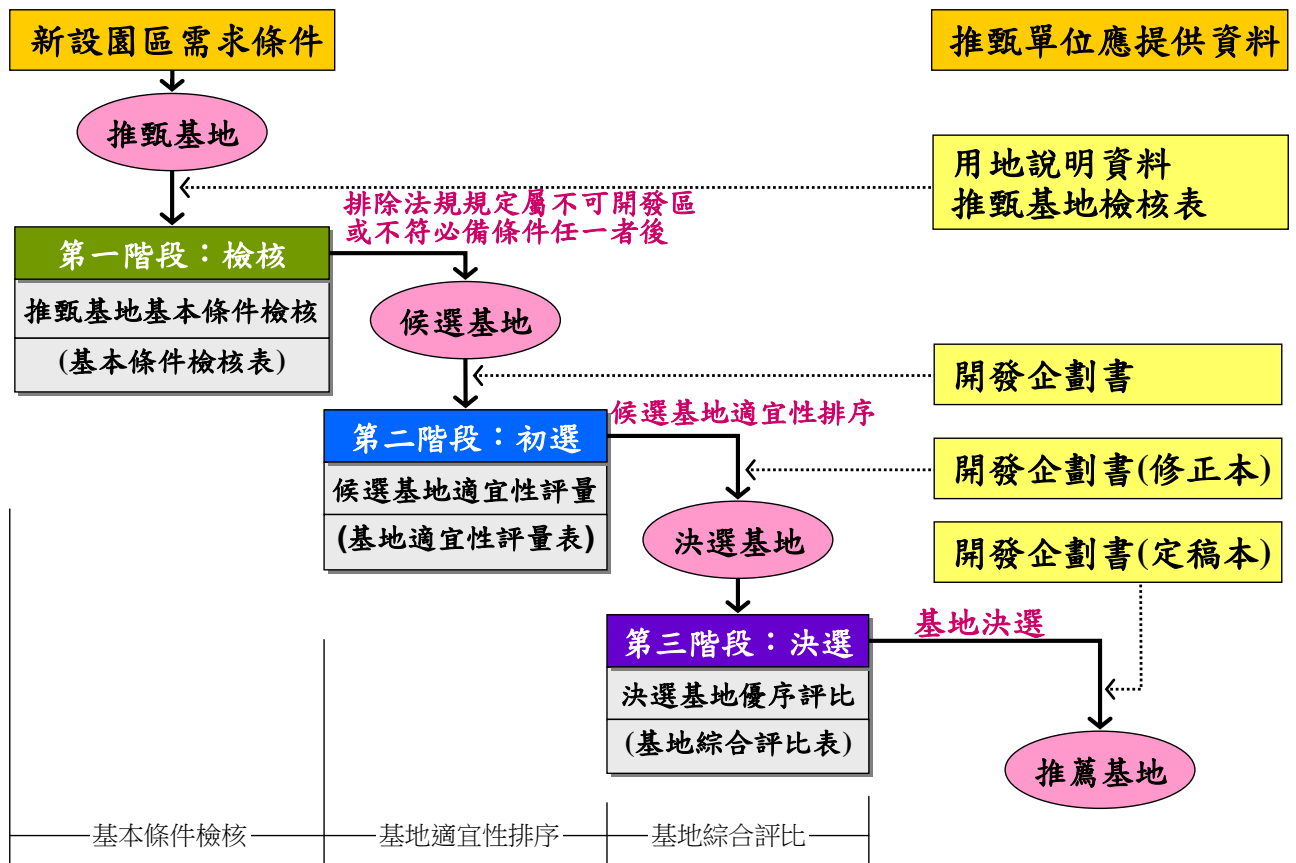 新設園區需求條件
推甄單位應提供資料
推甄基地
用地說明資料
推甄基地檢核表
排除法規規定屬不可開發區
或不符必備條件任一者後
第一階段：檢核
推甄基地基本條件檢核
(基本條件檢核表)
候選基地
開發企劃書
候選基地適宜性排序
第二階段：初選
候選基地適宜性評量
(基地適宜性評量表)
開發企劃書(修正本)
決選基地
開發企劃書(定稿本)
基地決選
第三階段：決選
決選基地優序評比
(基地綜合評比表)
推薦基地
基本條件檢核
基地適宜性排序
基地綜合評比